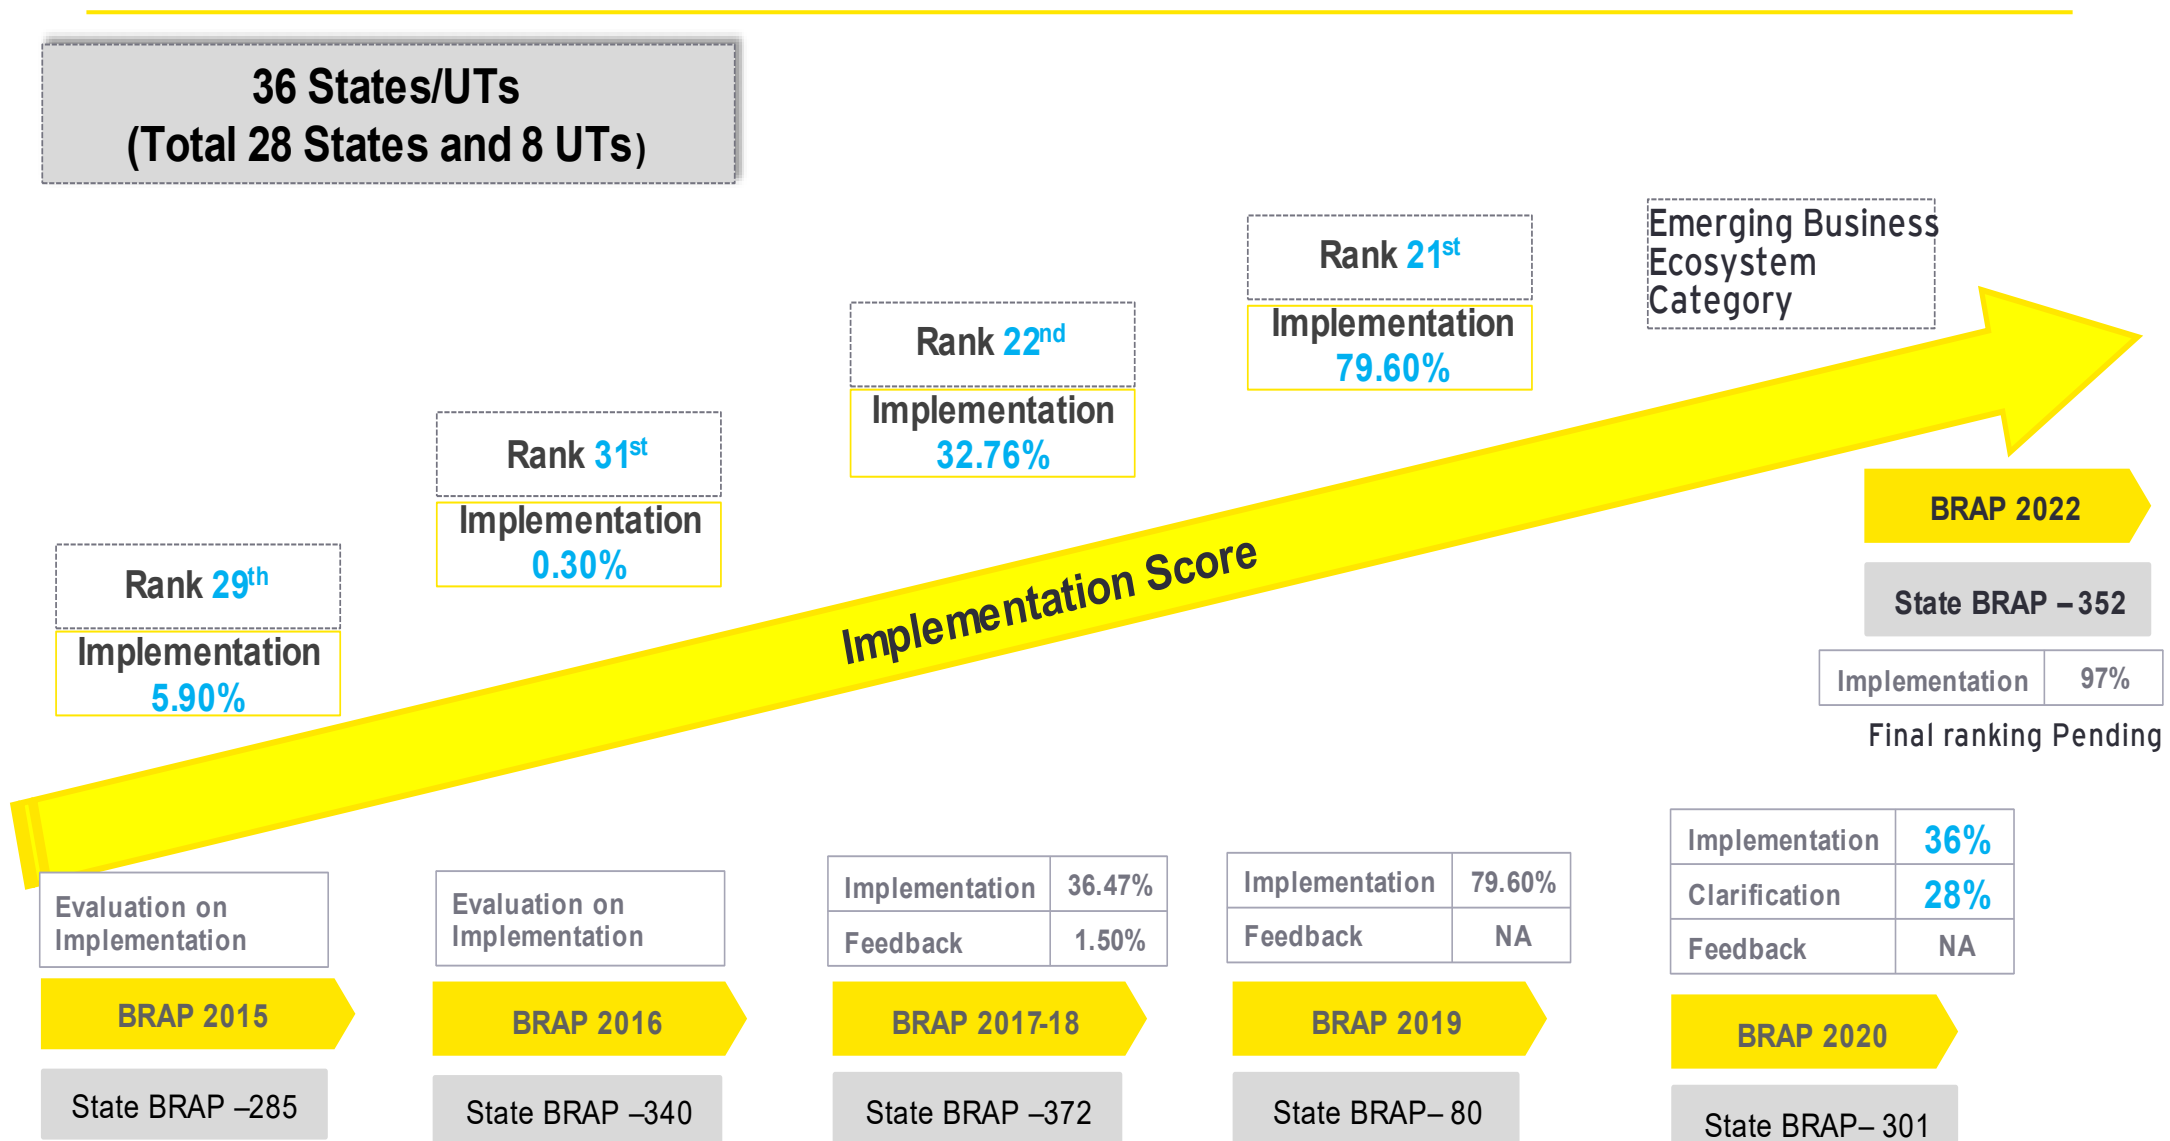 36 States/UTs
(Total 28 States and 8 UTs)
Rank 29th
Implementation
5.90%
Rank 31st
Implementation
0.30%
Rank 22nd
Implementation
32.76%
Rank 21st
Implementation
79.60%
Emerging Business
Ecosystem
Category
Implementation Score
BRAP 2022
State BRAP – 352
Implementation 97%
Final ranking Pending
Evaluation on
Implementation
BRAP 2015
State BRAP –285
Evaluation on
Implementation
BRAP 2016
State BRAP –340
Implementation 36.47%
Feedback 1.50%
BRAP 2017-18
State BRAP –372
Implementation 79.60%
Feedback NA
BRAP 2019
State BRAP– 80
Implementation 36%
Clarification 28%
Feedback NA
BRAP 2020
State BRAP– 301